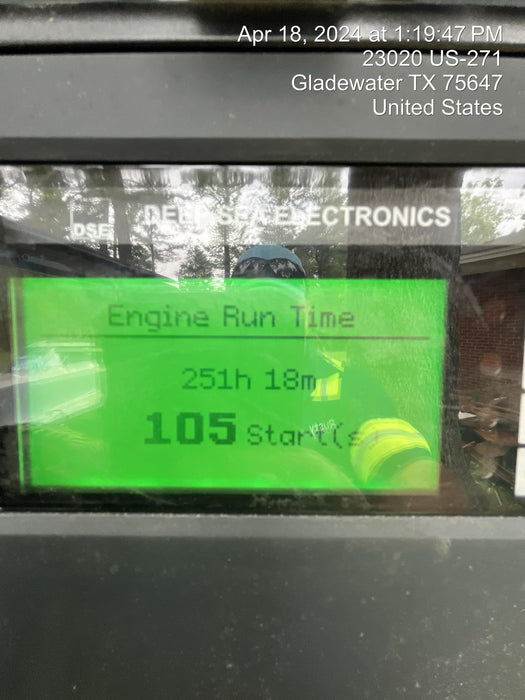 Apr 18, 2024 at 1:19:47 PM
23020 US-271
Gladewater TX 75647
United States
DSE
DEEP SEA ELECTRONICS
Engine Run Time
251h 18m
105 Start(s)